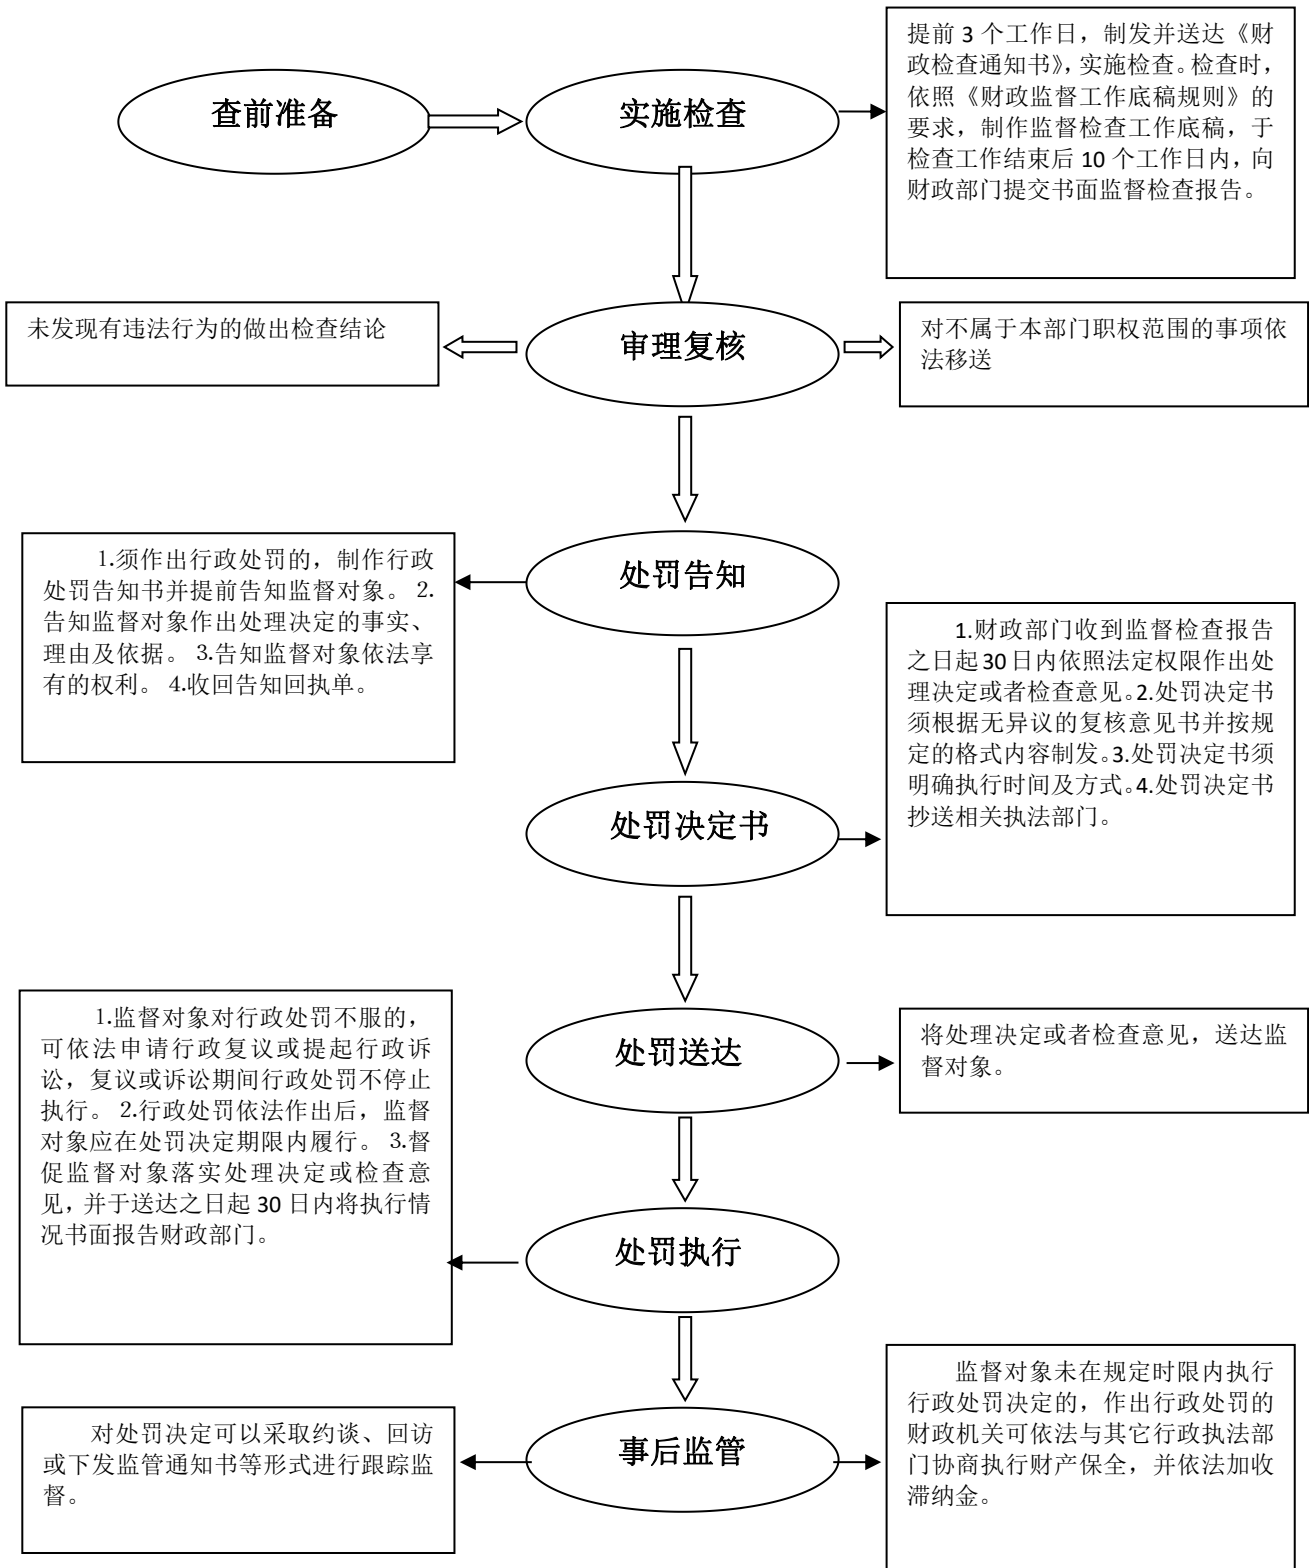 查前准备
实施检查
提前 3 个工作日，制发并送达《财
政检查通知书》，实施检查。检查时，
依照《财政监督工作底稿规则》的
要求，制作监督检查工作底稿，于
检查工作结束后 10 个工作日内，向
财政部门提交书面监督检查报告。
未发现有违法行为的做出检查结论
审理复核
对不属于本部门职权范围的事项依
法移送
处罚告知
1.须作出行政处罚的，制作行政
处罚告知书并提前告知监督对象。 2.
告知监督对象作出处理决定的事实、
理由及依据。 3.告知监督对象依法享
有的权利。 4.收回告知回执单。
处罚决定书
1.财政部门收到监督检查报告
之日起 30 日内依照法定权限作出处
理决定或者检查意见。2.处罚决定书
须根据无异议的复核意见书并按规
定的格式内容制发。3.处罚决定书须
明确执行时间及方式。4.处罚决定书
抄送相关执法部门。
处罚送达
将处理决定或者检查意见，送达监
督对象。
1.监督对象对行政处罚不服的，
可依法申请行政复议或提起行政诉
讼，复议或诉讼期间行政处罚不停止
执行。 2.行政处罚依法作出后，监督
对象应在处罚决定期限内履行。 3.督
促监督对象落实处理决定或检查意
见，并于送达之日起 30 日内将执行情
况书面报告财政部门。
处罚执行
事后监管
对处罚决定可以采取约谈、回访
或下发监管通知书等形式进行跟踪监
督。
监督对象未在规定时限内执行
行政处罚决定的，作出行政处罚的
财政机关可依法与其它行政执法部
门协商执行财产保全，并依法加收
滞纳金。